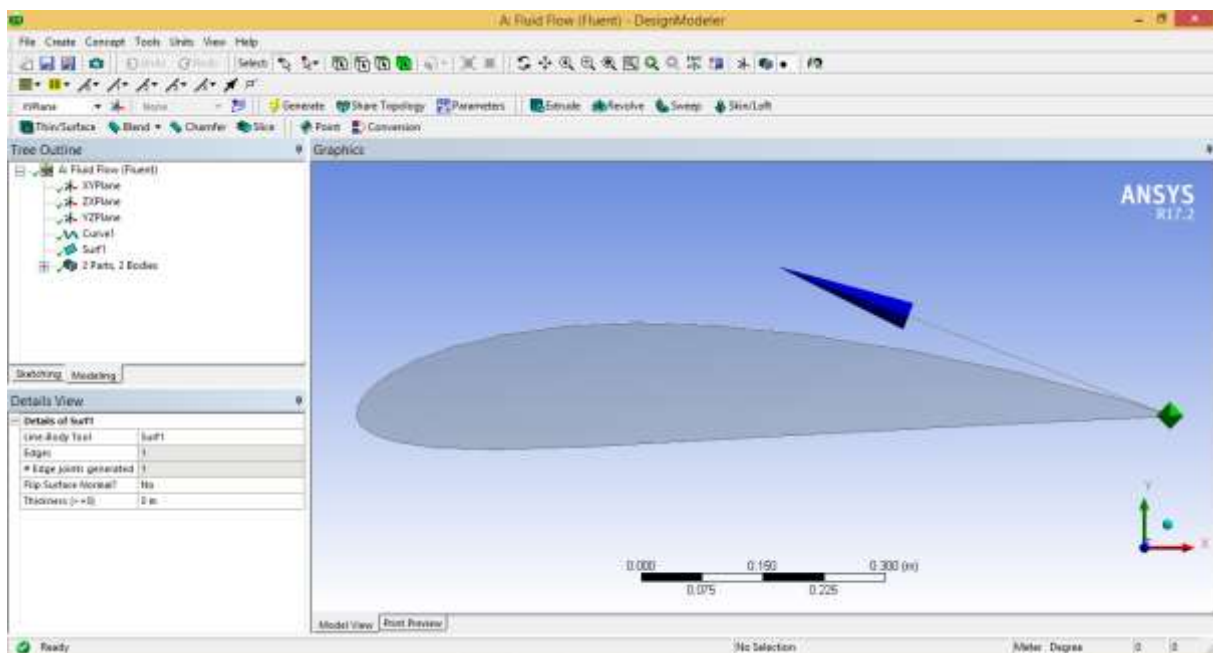 A: Fluid Flow (Fluent) - DesignModeler
File Create Concept Tools Units View Help
Undo Redo Select:
XYPlane None Generate Share Topology Parameters Extrude Revolve Sweep Skin/Loft
Thin/Surface Blend Chamfer Slice Point Conversion
Tree Outline
A: Fluid Flow (Fluent)
XYPlane
ZXPlane
YZPlane
Curve1
Surf1
2 Parts, 2 Bodies
Sketching Modeling
Details View
Details of Surf1
Line-Body Tool Surf1
Edges 1
# Edge joints generated 1
Flip Surface Normal? No
Thickness (>=0) 0 m
Graphics
ANSYS
R17.2
Y
X
0.000 0.150 0.300 (m)
0.075 0.225
Model View Print Preview
Ready No Selection Meter Degree 0 0